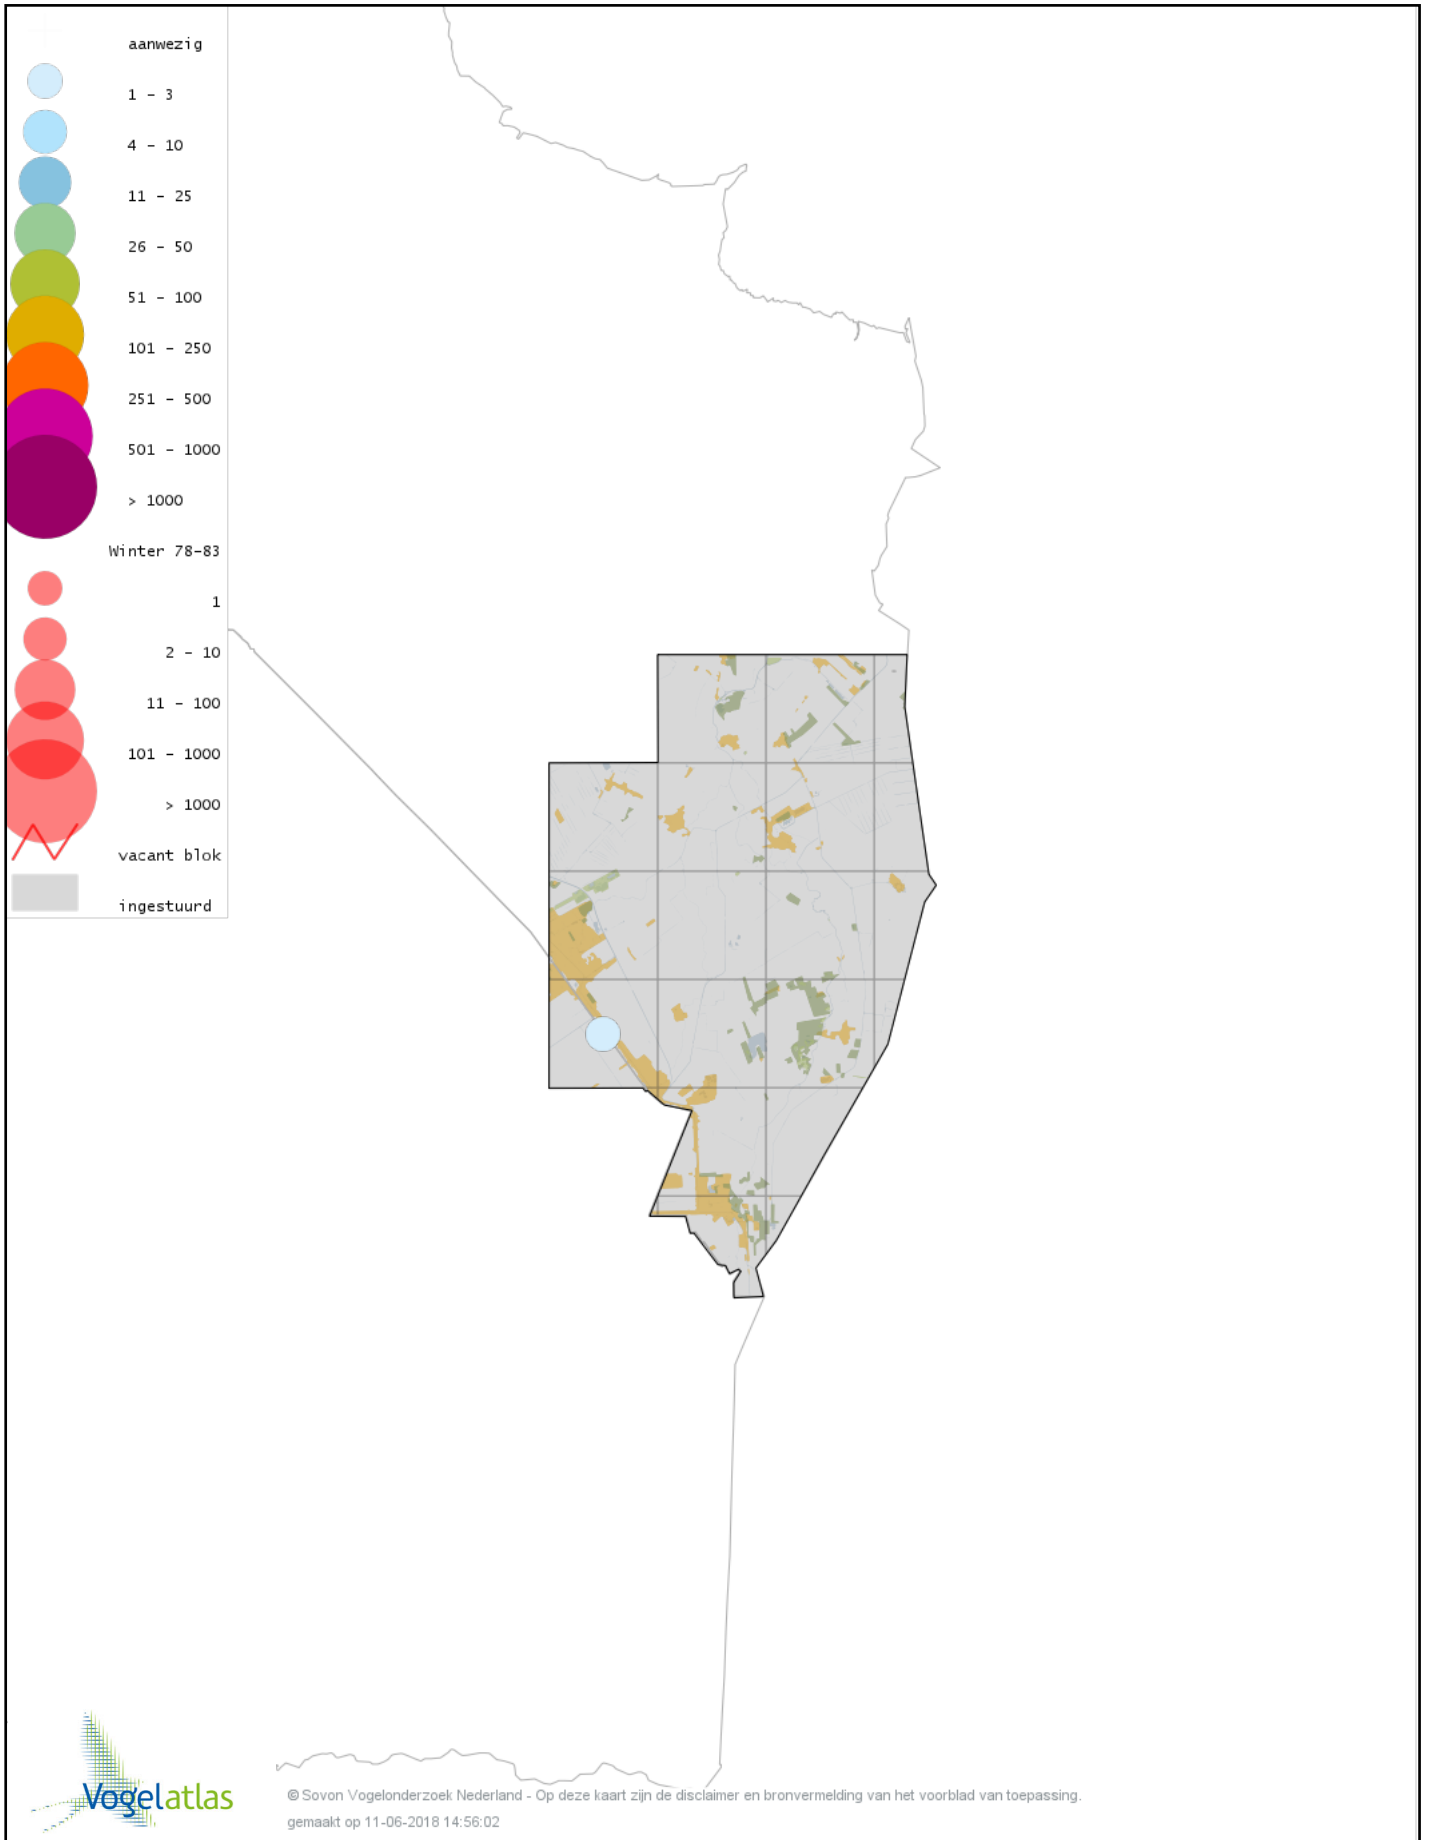 aanwezig
1 - 3
4 - 10
11 - 25
26 - 50
51 - 100
101 - 250
251 - 500
501 - 1000
> 1000
Winter 78-83
1
2 - 10
11 - 100
101 - 1000
> 1000
vacant blok
ingestuurd
Vogelatlas
© Sovon Vogelonderzoek Nederland - Op deze kaart zijn de disclaimer en bronvermelding van het voorblad van toepassing.
gemaakt op 11-06-2018 14:56:02